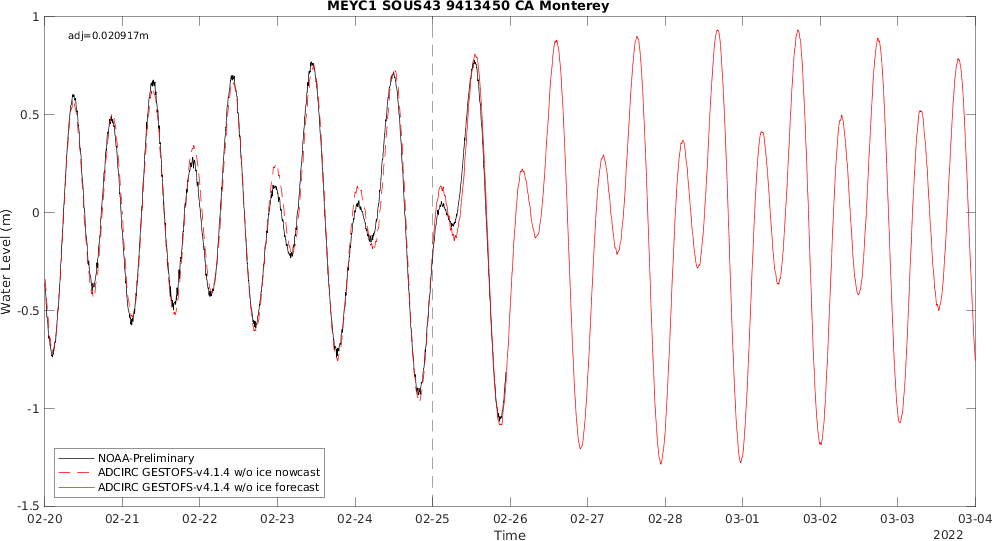 MEYC1 SOUS43 9413450 CA Monterey
adj=0.020917m
Water Level (m)
1
0.5
0
-0.5
-1
-1.5
NOAA-Preliminary
ADCIRC GESTOFS-v4.1.4 w/o ice nowcast
ADCIRC GESTOFS-v4.1.4 w/o ice forecast
02-20 02-21 02-22 02-23 02-24 02-25 02-26 02-27 02-28 03-01 03-02 03-03 03-04
Time
2022